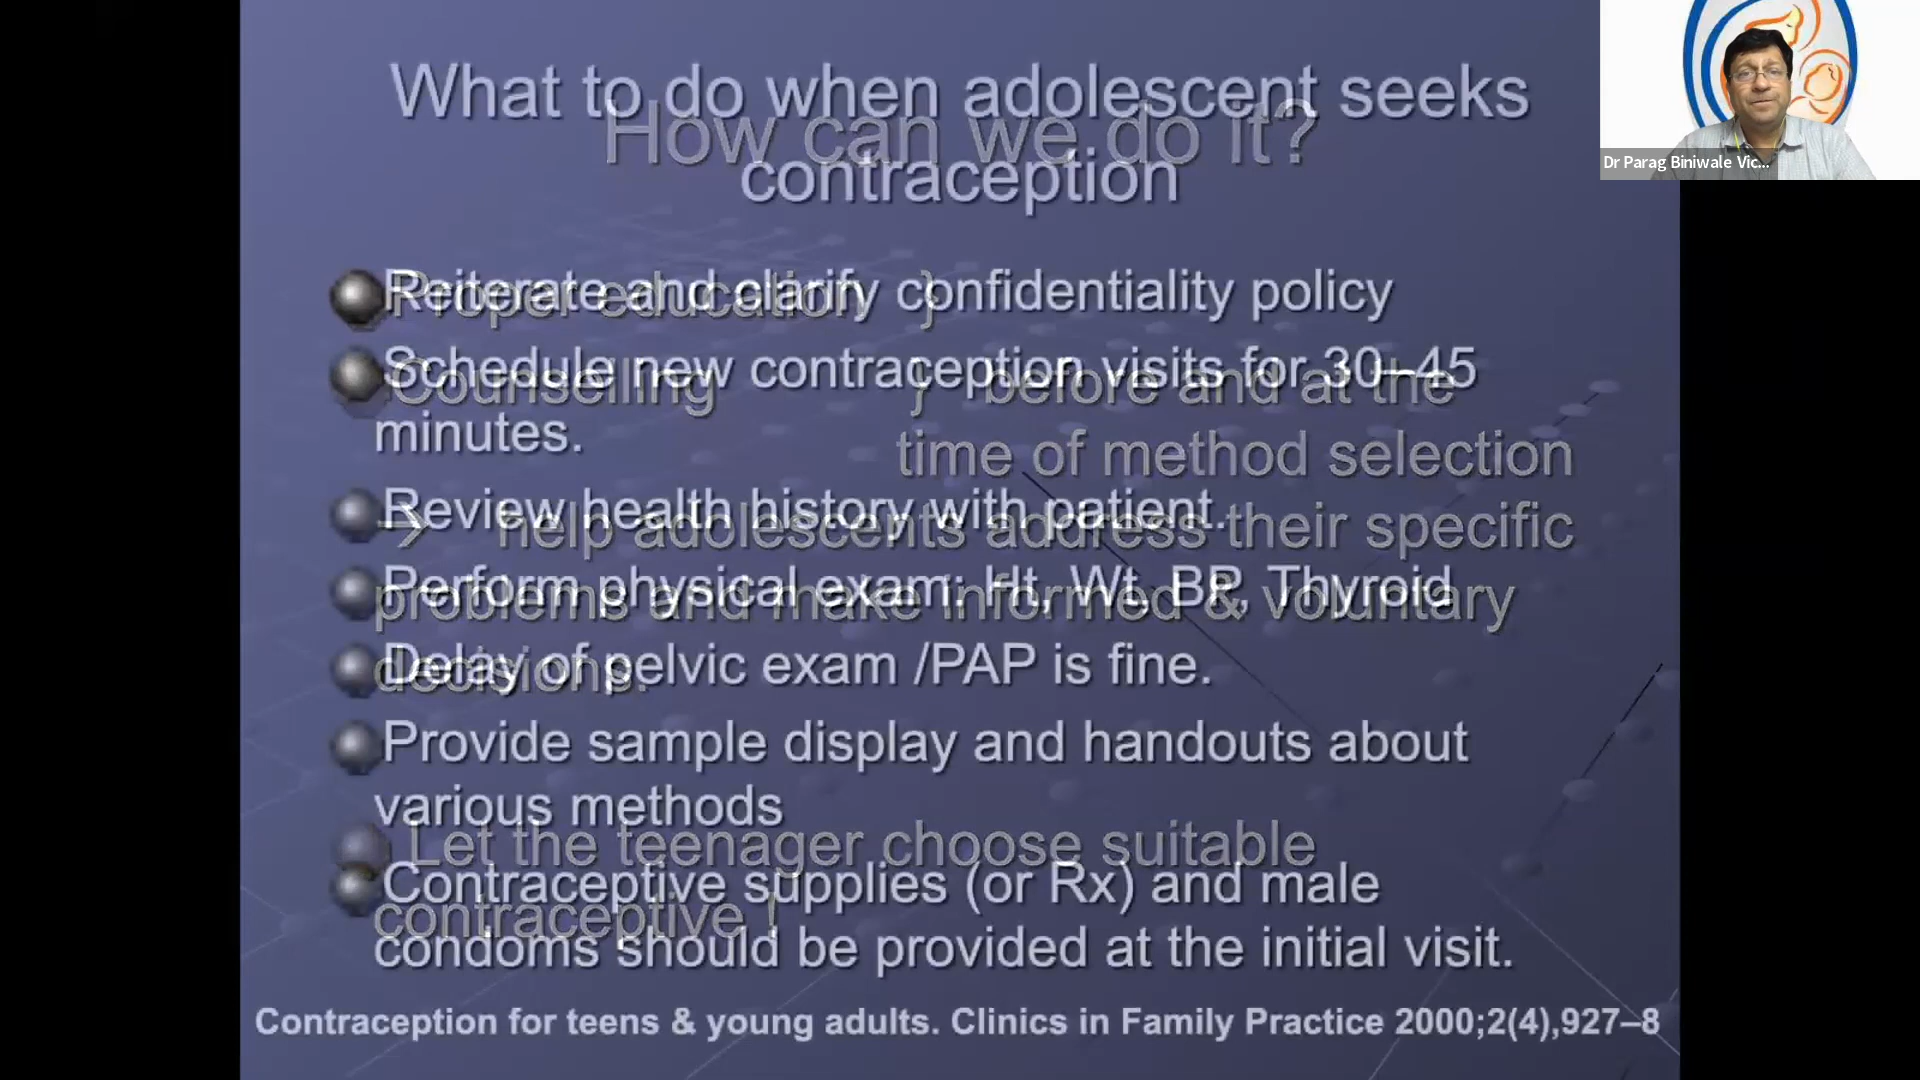 What to do when adolescent seeks
contraception
Reiterate and clarify confidentiality policy
Schedule new contraception visits for 30–45
minutes.
Review health history with patient.
Perform physical exam: Ht, Wt, BP, Thyroid
Delay of pelvic exam /PAP is fine.
Provide sample display and handouts about
various methods
Contraceptive supplies (or Rx) and male
condoms should be provided at the initial visit.
Contraception for teens & young adults. Clinics in Family Practice 2000;2(4),927–8
How can we do it?
Proper education }
Counselling } before and at the
time of method selection
→ help adolescents address their specific
problems and make informed & voluntary
decisions.
Let the teenager choose suitable
contraceptive !
Dr Parag Biniwale Vic...